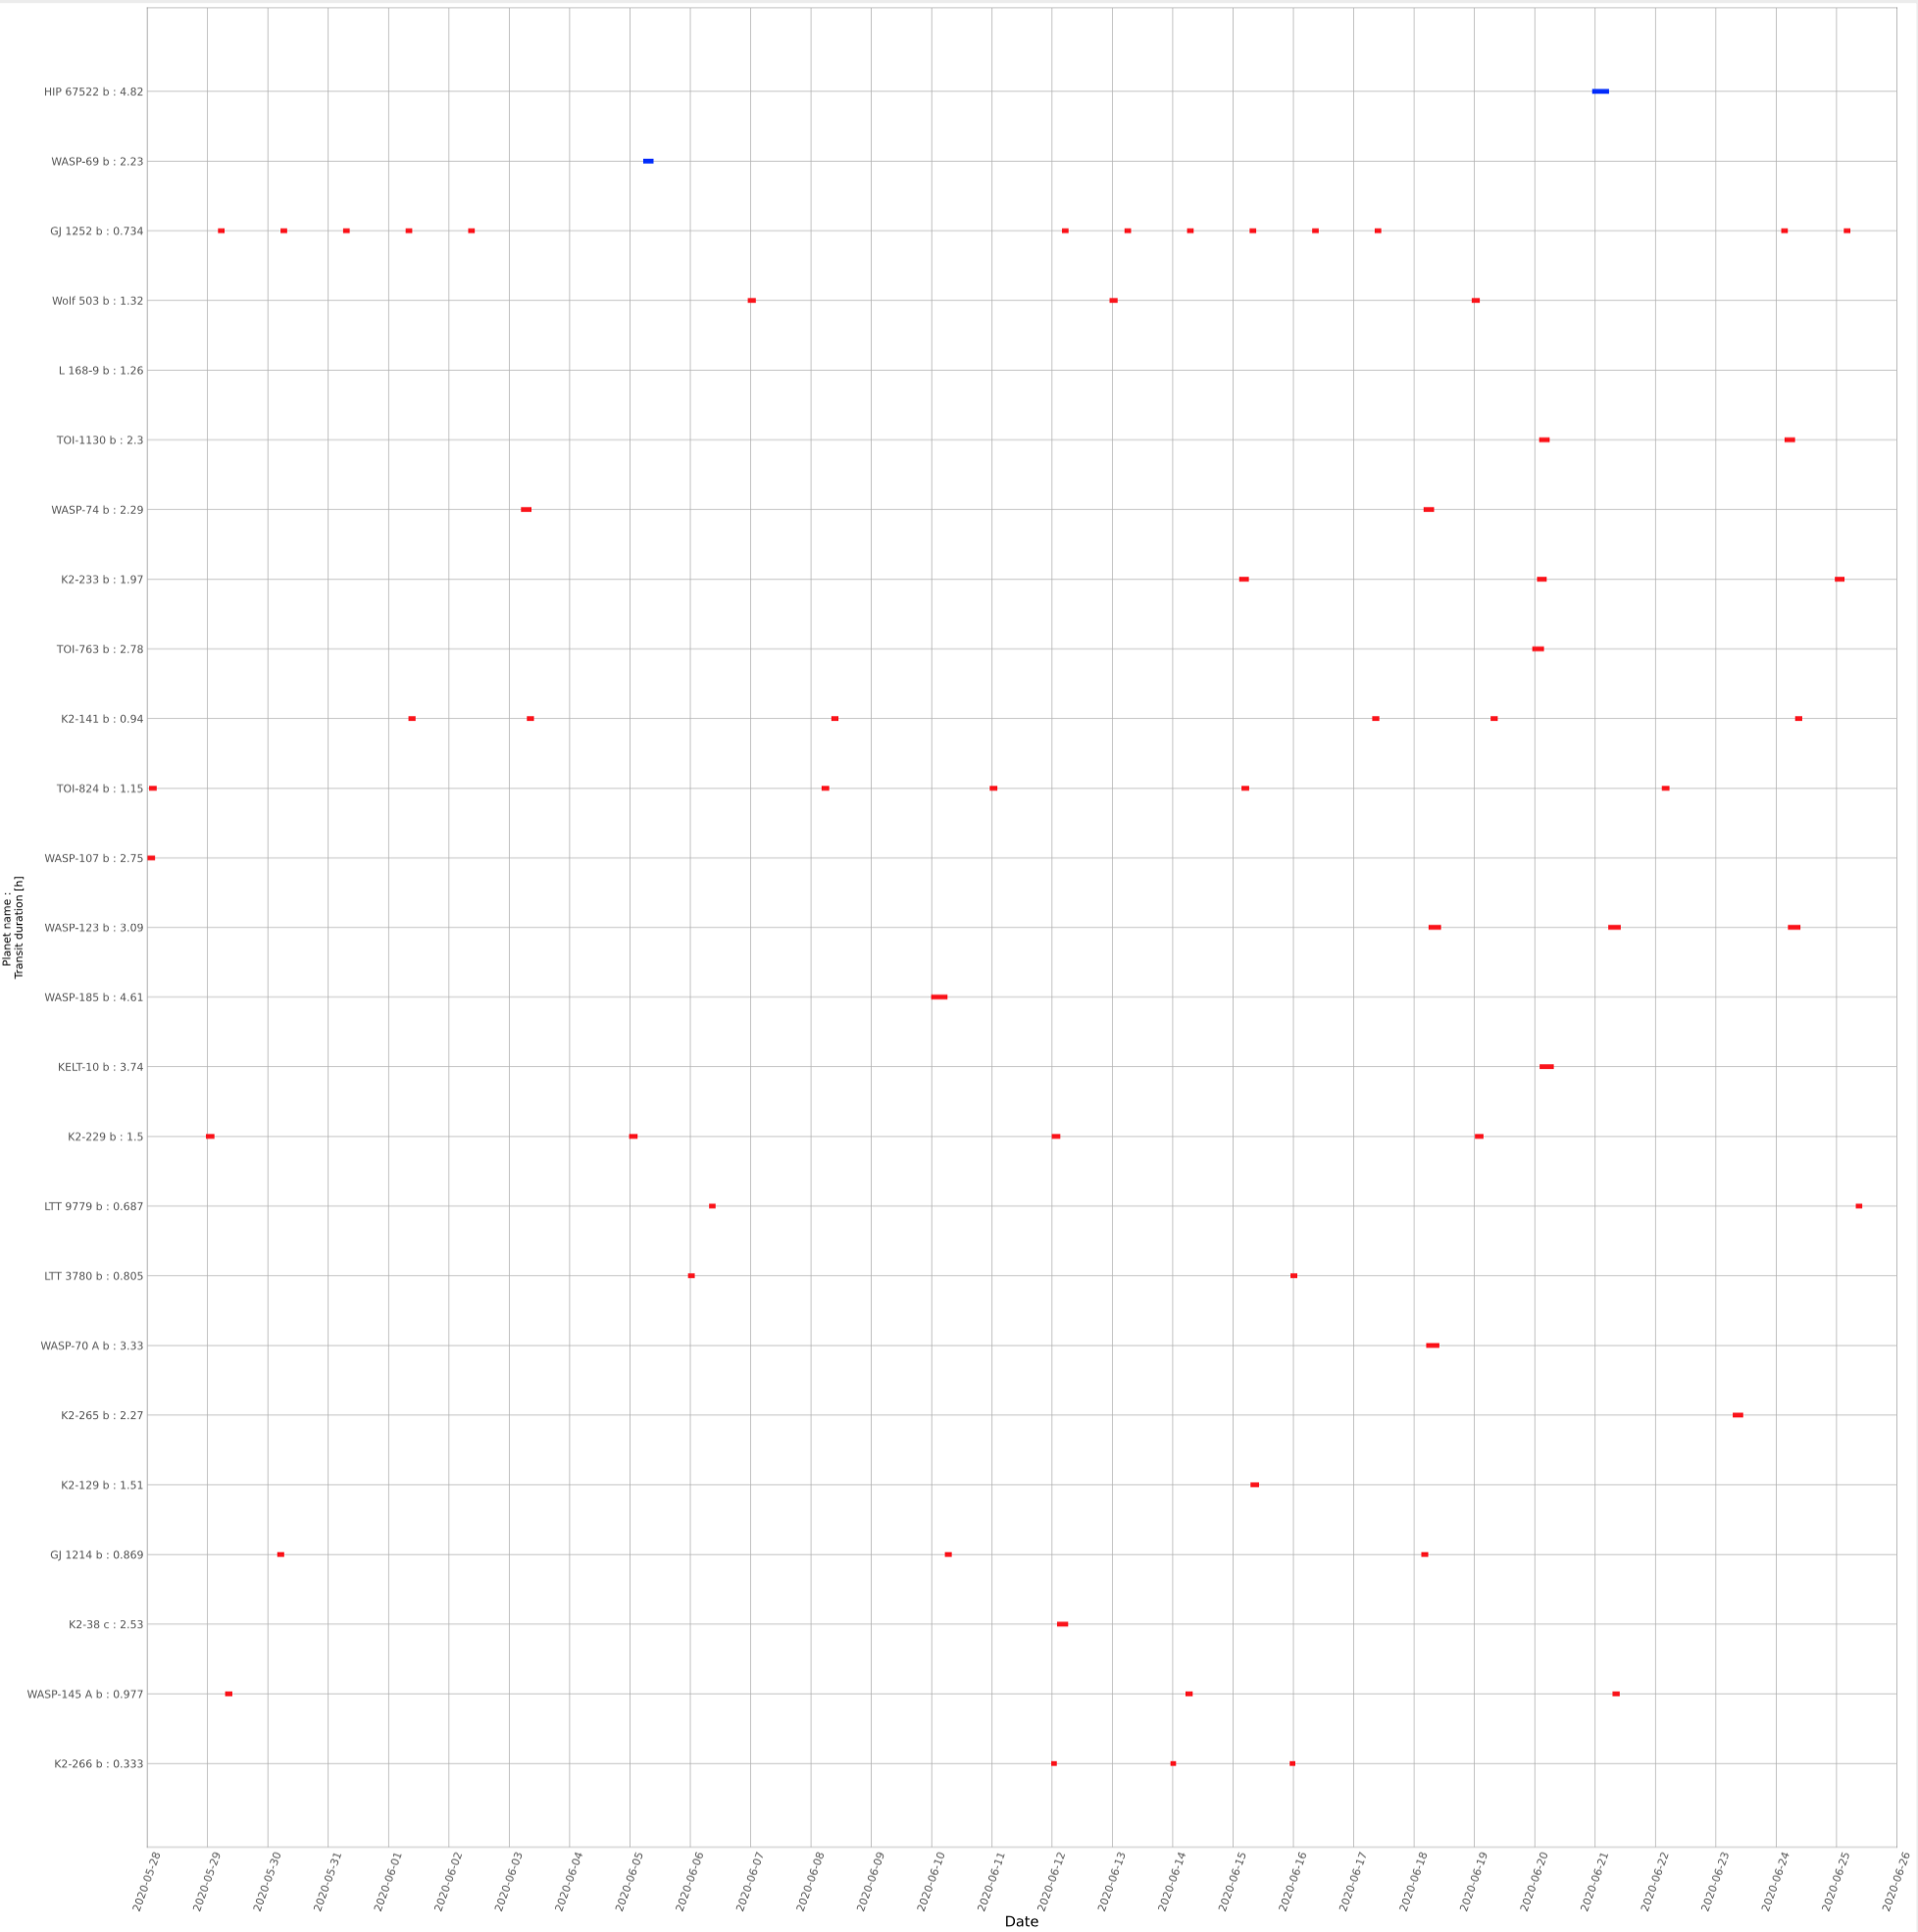 HIP 67522 b : 4.82
WASP-69 b : 2.23
GJ 1252 b : 0.734
Wolf 503 b : 1.32
L 168-9 b : 1.26
TOI-1130 b : 2.3
WASP-74 b : 2.29
K2-233 b : 1.97
TOI-763 b : 2.78
K2-141 b : 0.94
TOI-824 b : 1.15
WASP-107 b : 2.75
WASP-123 b : 3.09
WASP-185 b : 4.61
KELT-10 b : 3.74
K2-229 b : 1.5
LTT 9779 b : 0.687
LTT 3780 b : 0.805
WASP-70 A b : 3.33
K2-265 b : 2.27
K2-129 b : 1.51
GJ 1214 b : 0.869
K2-38 c : 2.53
WASP-145 A b : 0.977
K2-266 b : 0.333
Planet name :
Transit duration [h]
2020-05-28
2020-05-29
2020-05-30
2020-05-31
2020-06-01
2020-06-02
2020-06-03
2020-06-04
2020-06-05
2020-06-06
2020-06-07
2020-06-08
2020-06-09
2020-06-10
2020-06-11
2020-06-12
2020-06-13
2020-06-14
2020-06-15
2020-06-16
2020-06-17
2020-06-18
2020-06-19
2020-06-20
2020-06-21
2020-06-22
2020-06-23
2020-06-24
2020-06-25
2020-06-26
Date